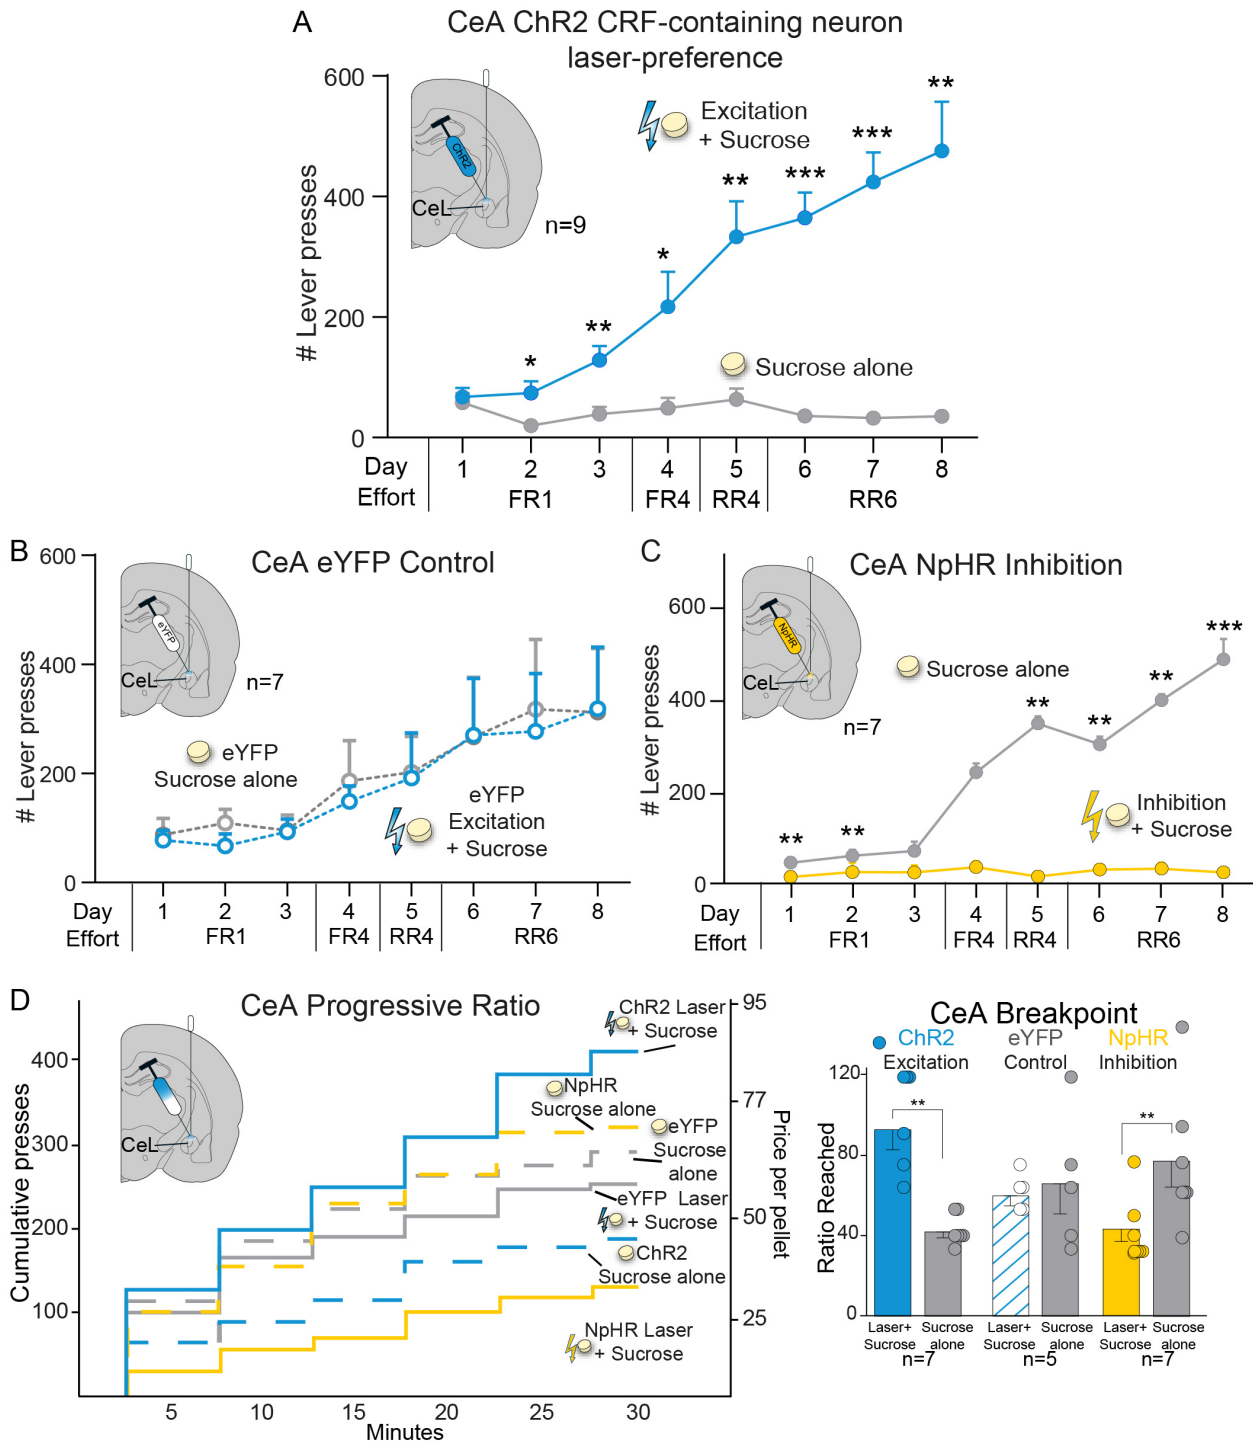 A
CeA ChR2 CRF-containing neuron
laser-preference
600
400
200
0
# Lever presses
ChR2
CeL
n=9
Excitation
+ Sucrose
Sucrose alone
*
**
*
**
***
***
**
Day 1 2 3 4 5 6 7 8
Effort FR1 FR4 RR4 RR6
B
CeA eYFP Control
600
400
200
0
# Lever presses
eYFP
CeL
n=7
eYFP
Sucrose alone
eYFP
Excitation
+ Sucrose
Day 1 2 3 4 5 6 7 8
Effort FR1 FR4 RR4 RR6
C
CeA NpHR Inhibition
600
400
200
0
# Lever presses
NpHR
CeL
n=7
Sucrose alone
Inhibition
+ Sucrose
**
**
**
**
**
***
Day 1 2 3 4 5 6 7 8
Effort FR1 FR4 RR4 RR6
D
CeA Progressive Ratio
400
300
200
100
Cumulative presses
CeL
ChR2 Laser
+ Sucrose
NpHR
Sucrose alone
eYFP
Sucrose
alone
eYFP Laser
+ Sucrose
ChR2
Sucrose alone
NpHR Laser
+ Sucrose
95
77
50
25
Price per pellet
5 10 15 20 25 30
Minutes
CeA Breakpoint
ChR2 eYFP NpHR
Excitation Control Inhibition
120
80
40
0
Ratio Reached
**
**
Laser+ Sucrose Laser+ Sucrose Laser+ Sucrose
Sucrose alone Sucrose alone Sucrose alone
n=7 n=5 n=7